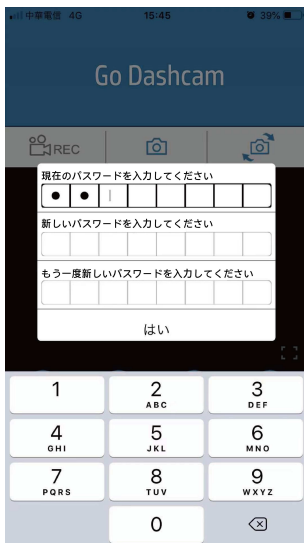 中華電信 4G 15:45 39%
Go Dashcam
REC
現在のパスワードを入力してください
新しいパスワードを入力してください
もう一度新しいパスワードを入力してください
はい
1 2 3
ABC DEF
4 5 6
GHI JKL MNO
7 8 9
PQRS TUV WXYZ
0